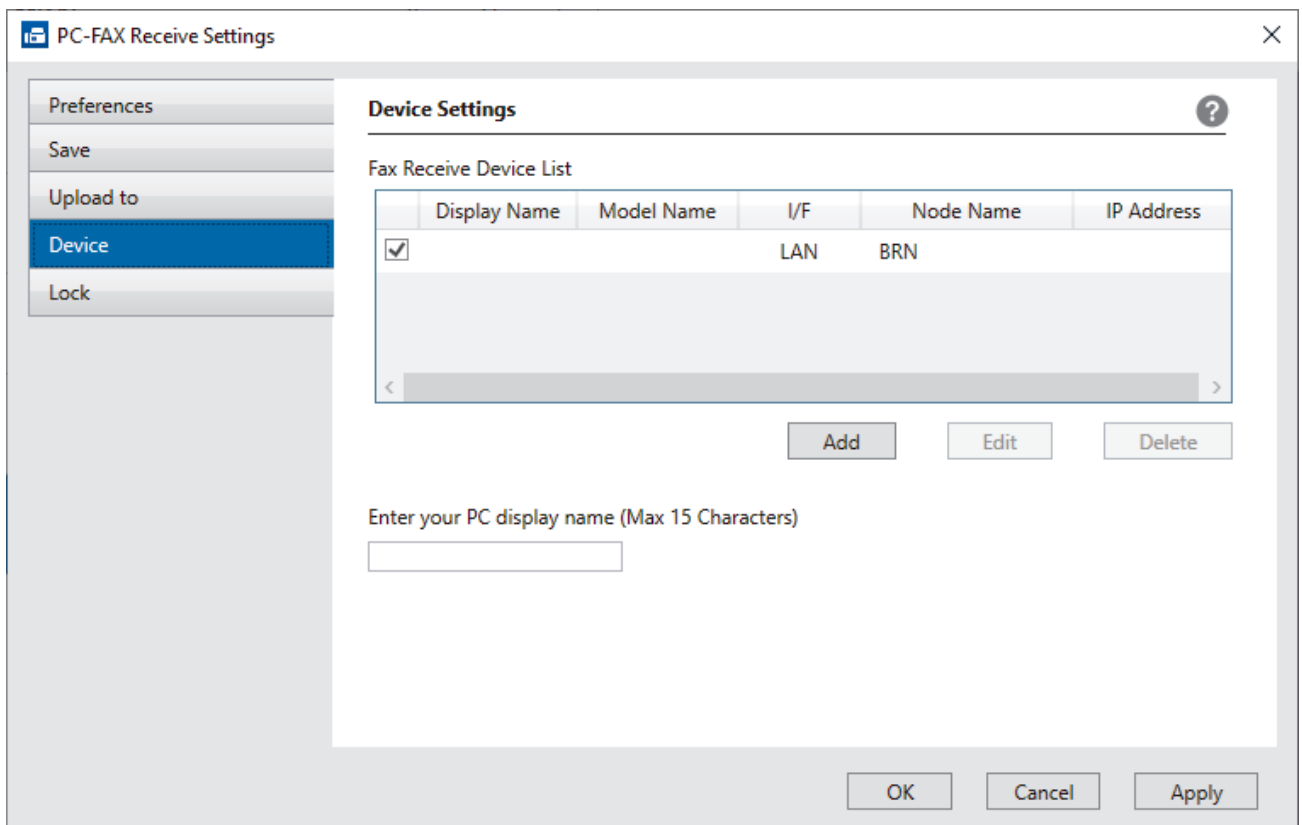 PC-FAX Receive Settings
Preferences
Save
Upload to
Device
Lock
Device Settings
Fax Receive Device List
Display Name Model Name I/F Node Name IP Address
LAN BRN
Add Edit Delete
Enter your PC display name (Max 15 Characters)
OK Cancel Apply